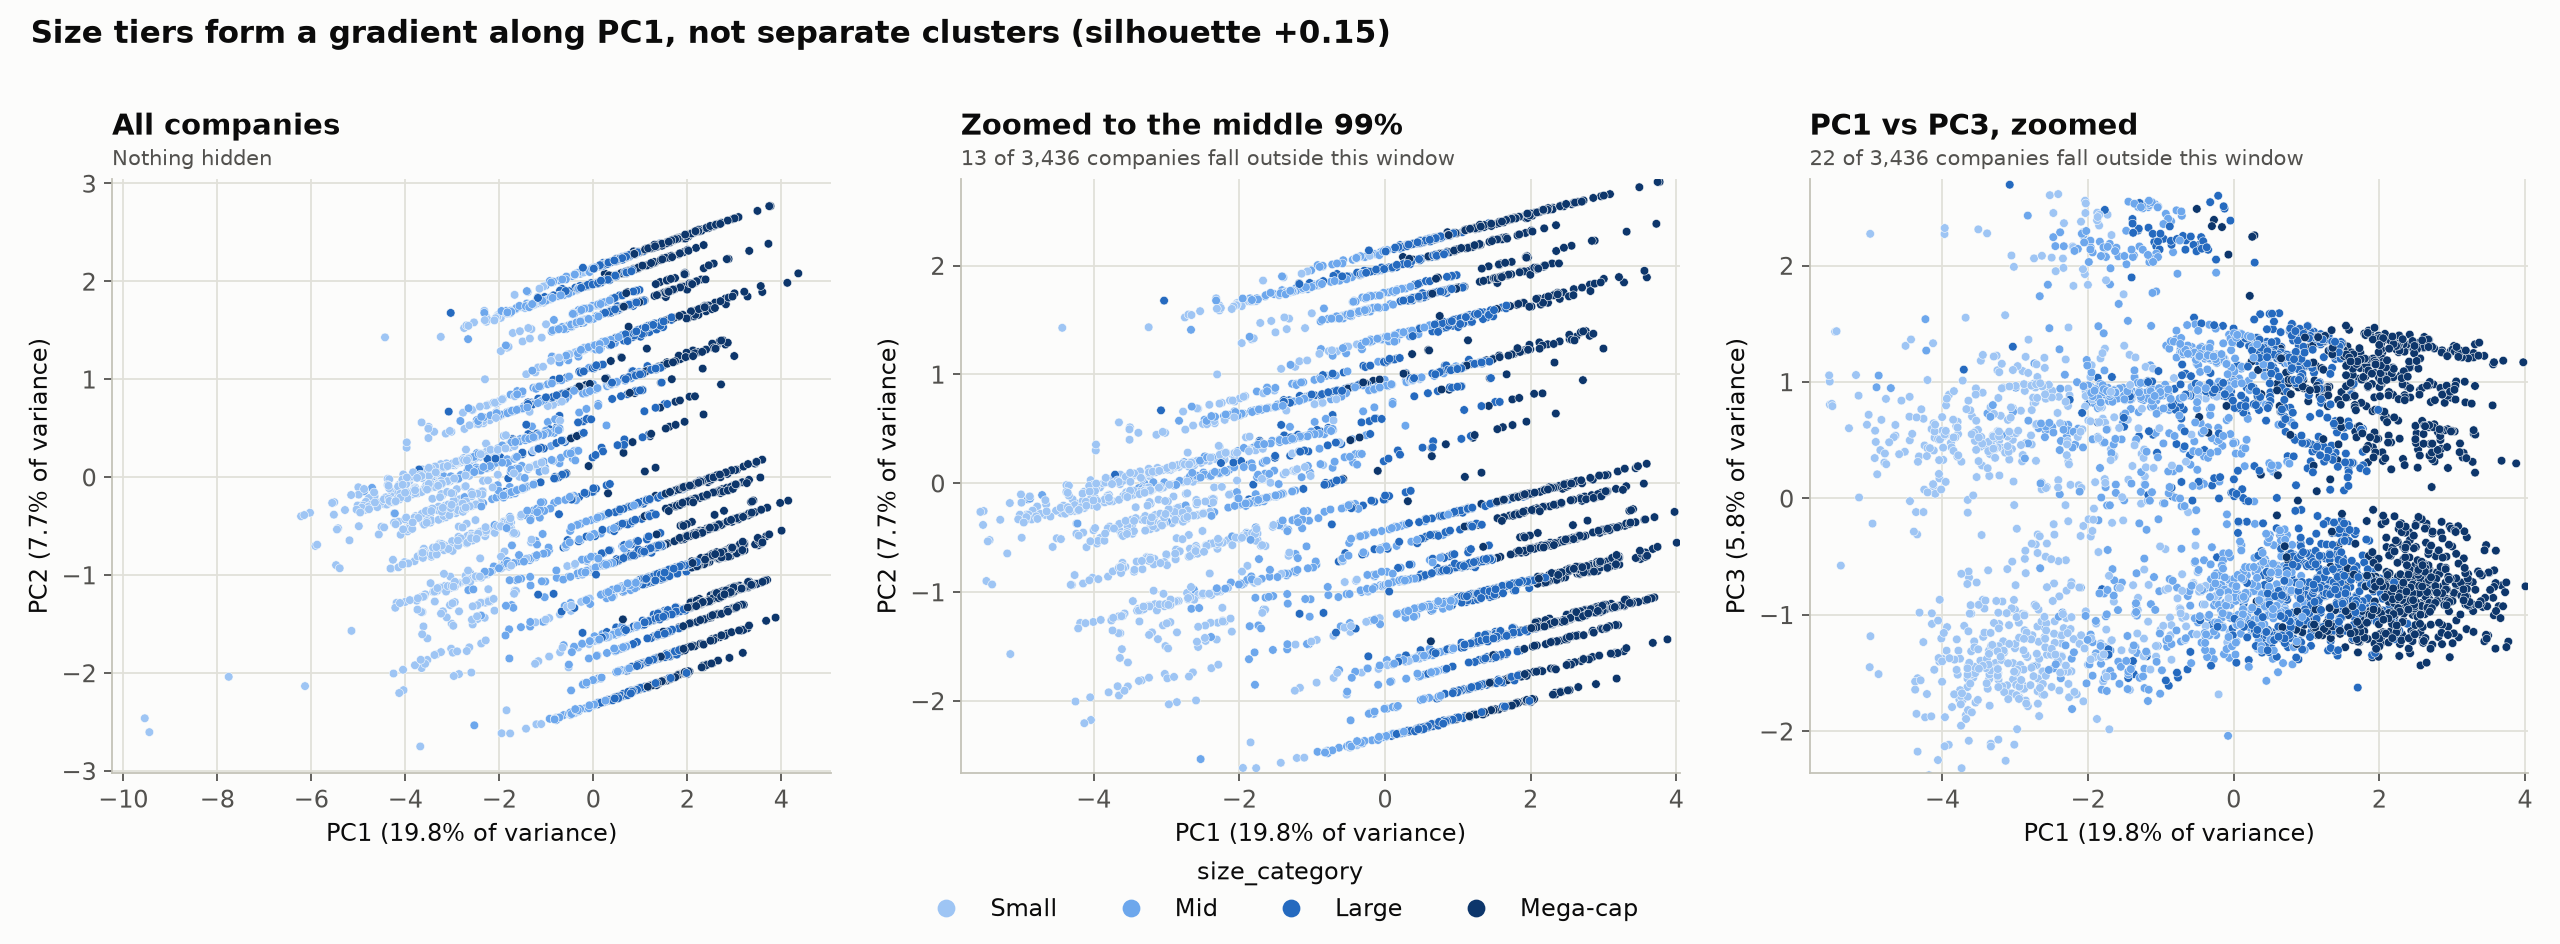 Size tiers form a gradient along PC1, not separate clusters (silhouette +0.15)
All companies
Nothing hidden
3
2
1
0
−1
−2
−3
PC2 (7.7% of variance)
−10 −8 −6 −4 −2 0 2 4
PC1 (19.8% of variance)
Zoomed to the middle 99%
13 of 3,436 companies fall outside this window
2
1
0
−1
−2
PC2 (7.7% of variance)
−4 −2 0 2 4
PC1 (19.8% of variance)
PC1 vs PC3, zoomed
22 of 3,436 companies fall outside this window
2
1
0
−1
−2
PC3 (5.8% of variance)
−4 −2 0 2 4
PC1 (19.8% of variance)
size_category
Small Mid Large Mega-cap